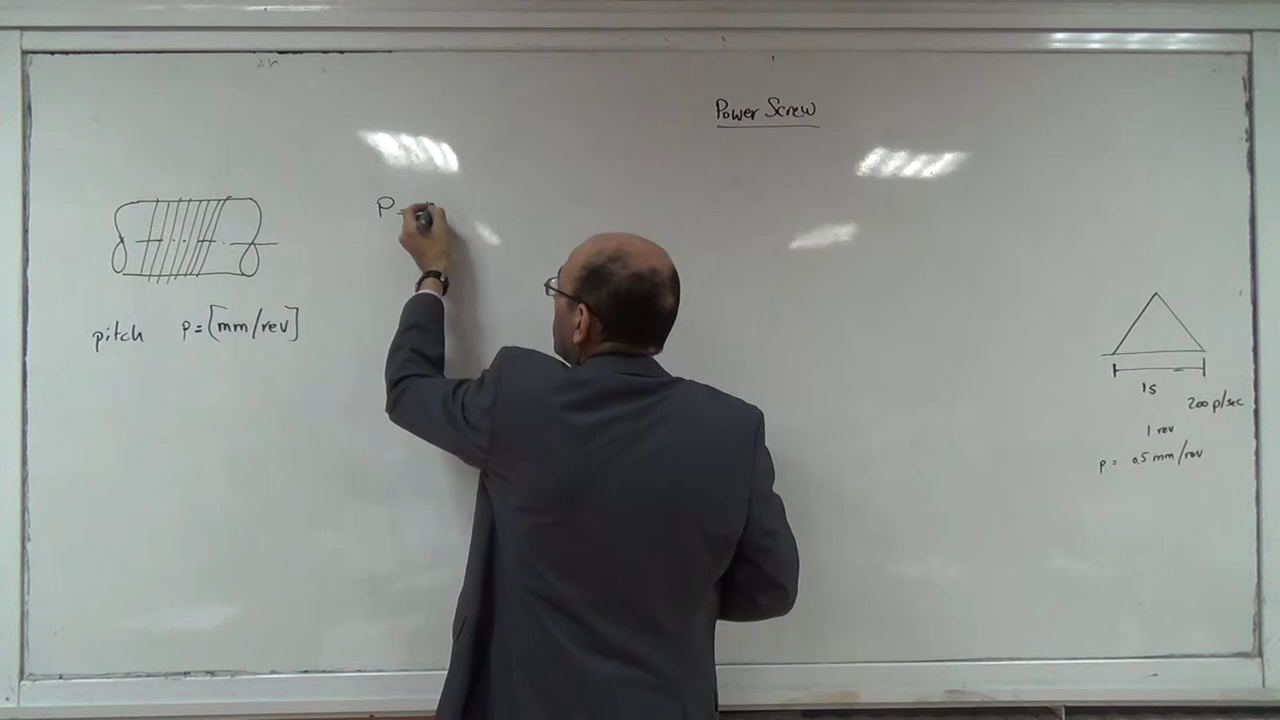 Power Screw
pitch P=[mm/rev]
P=
1s
200 p/sec
1 rev
P= 0.5 mm/rev